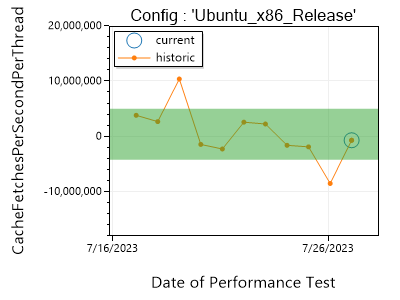 Config : 'Ubuntu_x86_Release'
CacheFetchesPerSecondPerThread
20,000,000
10,000,000
0
-10,000,000
current
historic
7/16/2023
7/26/2023
Date of Performance Test